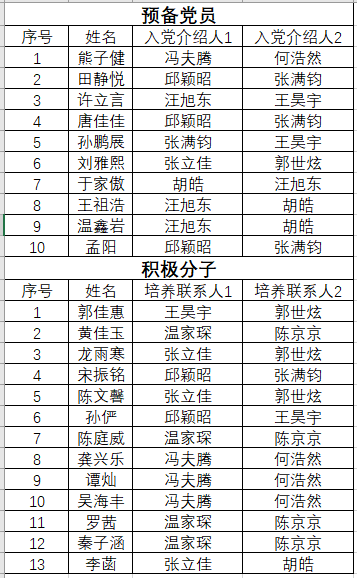 预备党员
序号 姓名 入党介绍人1 入党介绍人2
1 熊子健 冯夫腾 何浩然
2 田静悦 邱颖昭 张满钧
3 许立言 汪旭东 王昊宇
4 唐佳佳 邱颖昭 张满钧
5 孙鹏展 张满钧 王昊宇
6 刘雅熙 张立佳 郭世炫
7 于家傲 胡皓 汪旭东
8 王祖浩 汪旭东 胡皓
9 温鑫岩 汪旭东 胡皓
10 孟阳 邱颖昭 张满钧
积极分子
序号 姓名 培养联系人1 培养联系人2
1 郭佳惠 王昊宇 郭世炫
2 黄佳玉 温家琛 陈京京
3 龙雨寒 张立佳 郭世炫
4 宋振铭 邱颖昭 张满钧
5 陈文馨 张立佳 郭世炫
6 孙俨 邱颖昭 王昊宇
7 陈庭威 温家琛 陈京京
8 龚兴乐 冯夫腾 何浩然
9 谭灿 冯夫腾 何浩然
10 吴海丰 冯夫腾 何浩然
11 罗茜 温家琛 陈京京
12 秦子涵 温家琛 陈京京
13 李菡 张立佳 胡皓